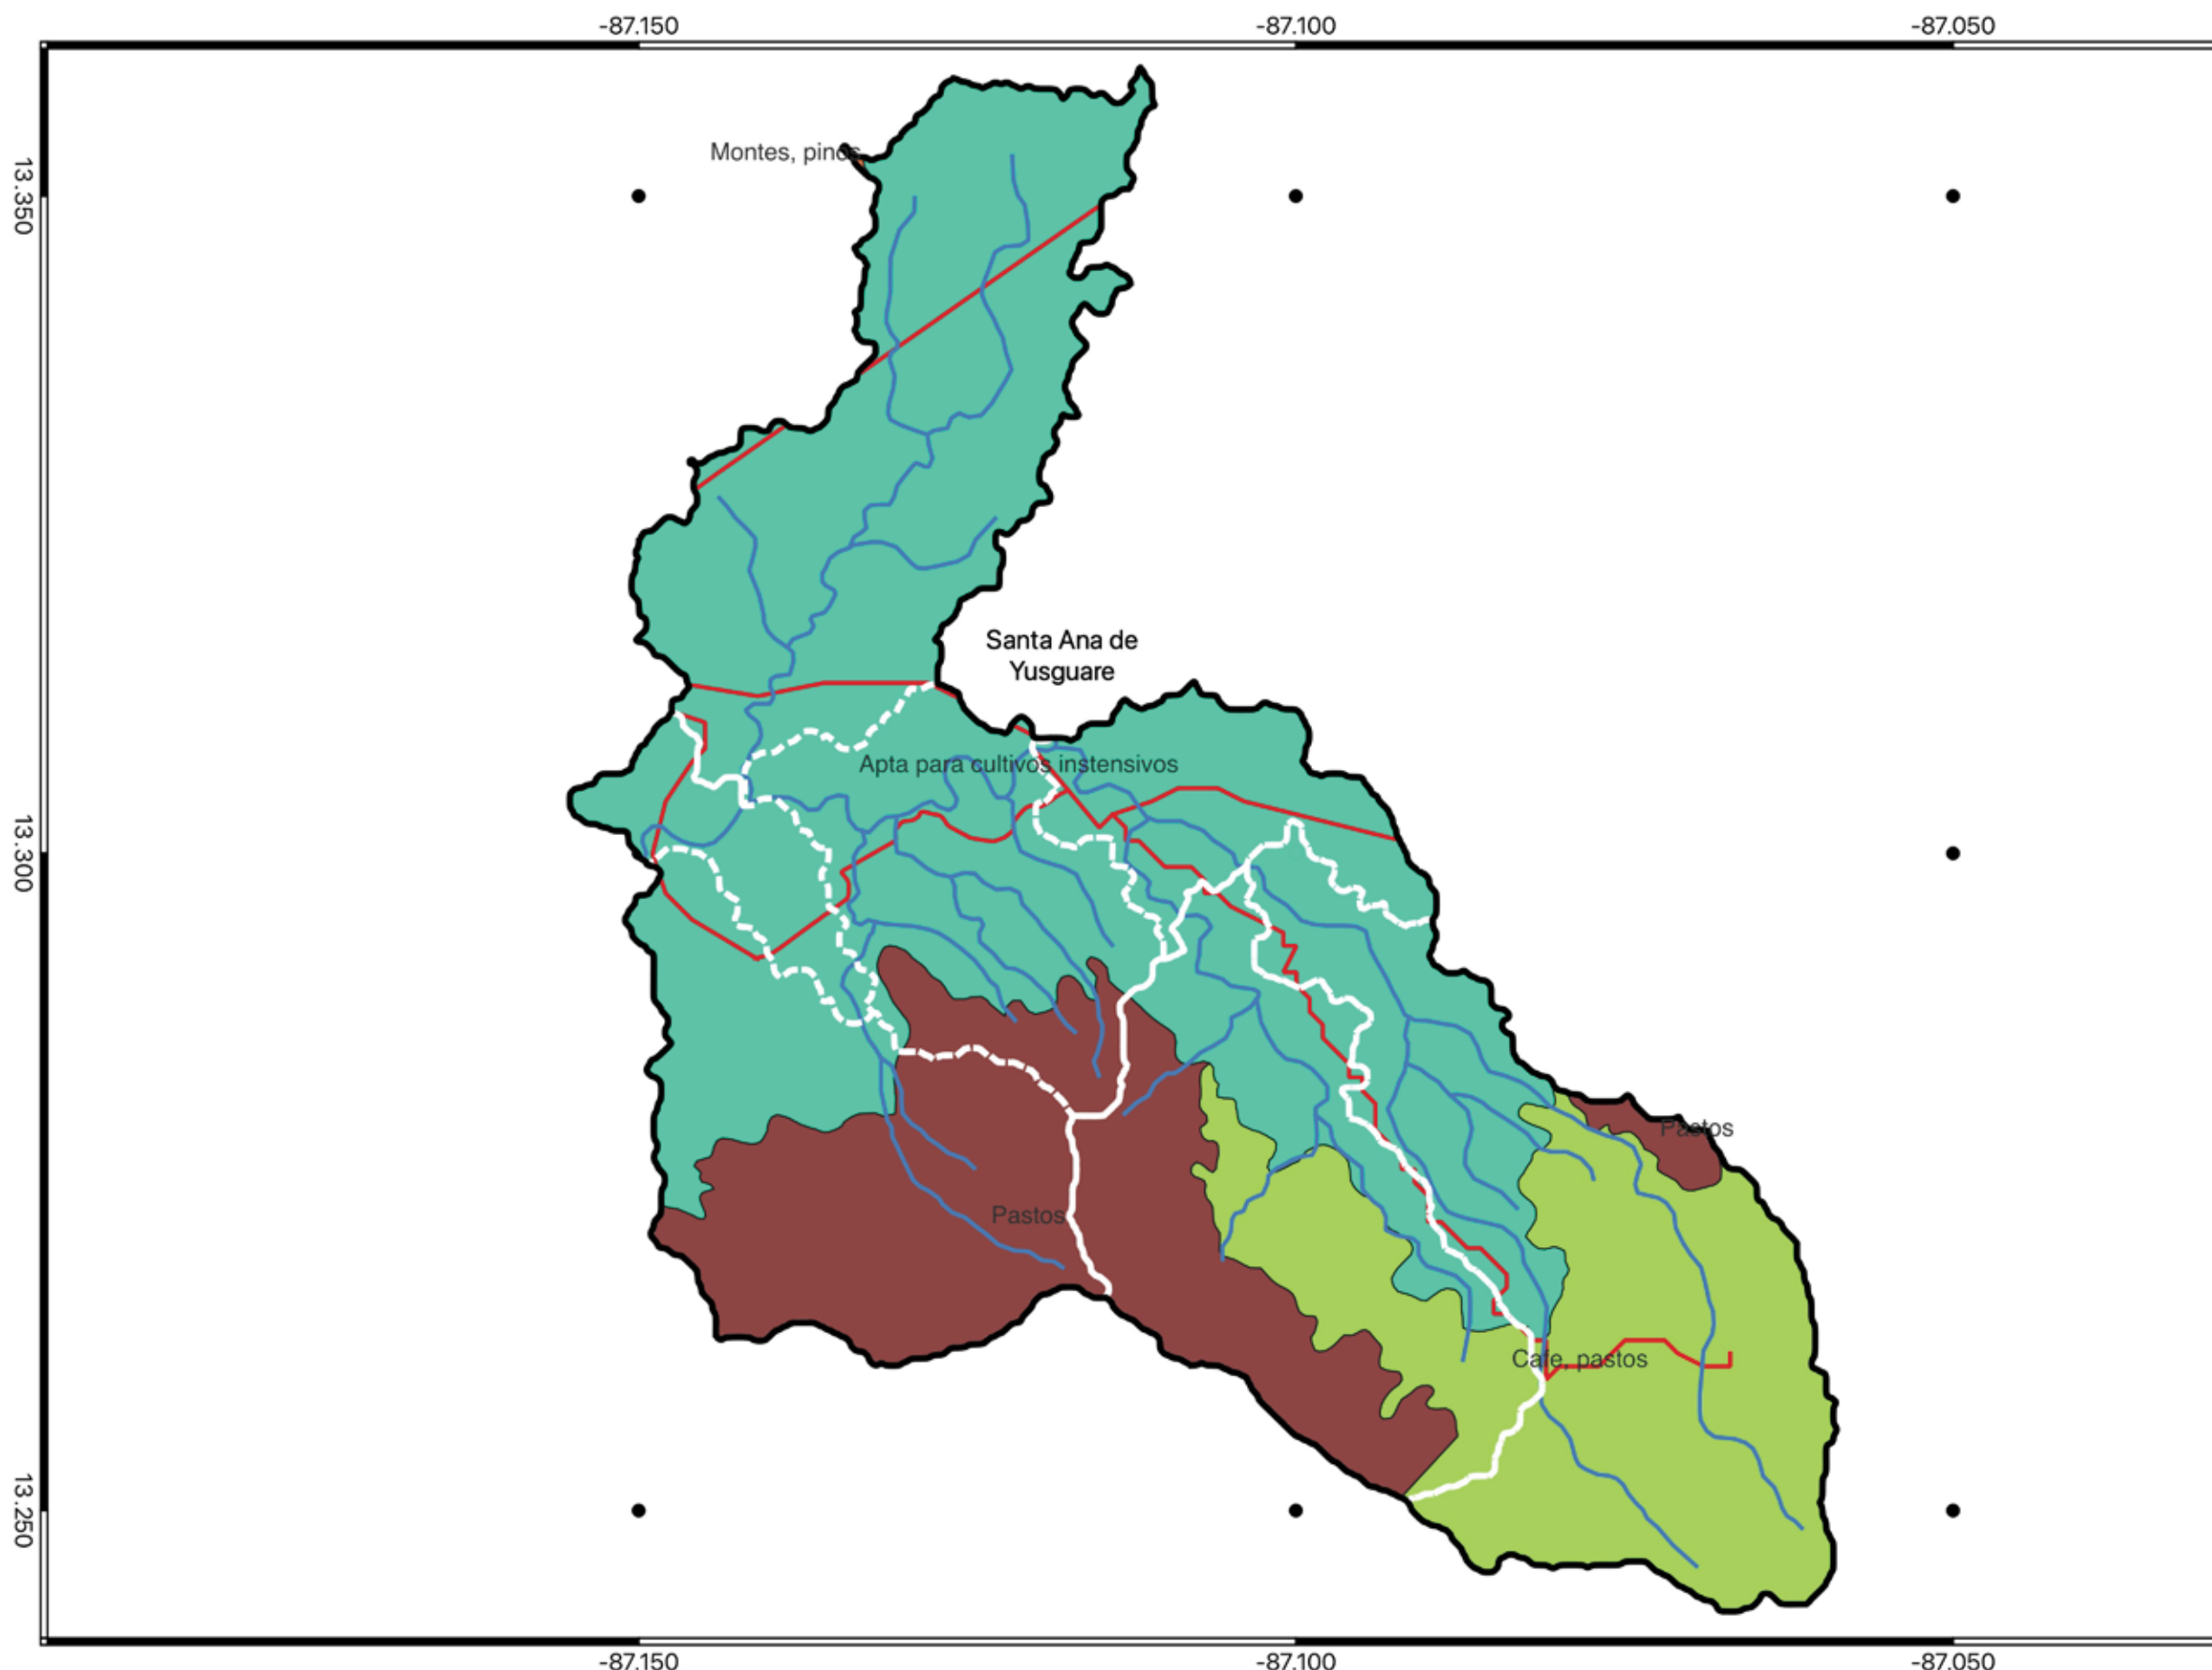 -87.150
-87.100
-87.050
Montes, pinos
13.350
Santa Ana de
Yusguare
Apta para cultivos instensivos
13.300
Pastos
Pastos
Cafe, pastos
13.250
-87.150
-87.100
-87.050